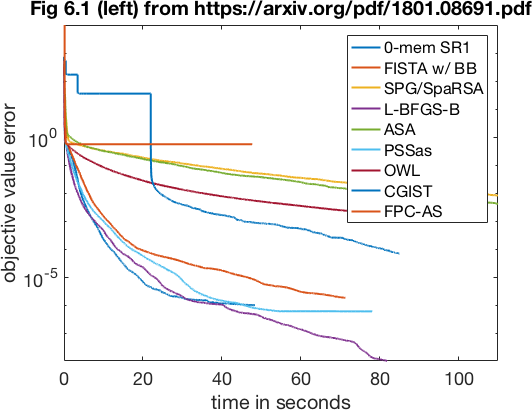 Fig 6.1 (left) from https://arxiv.org/pdf/1801.08691.pdf
0-mem SR1
FISTA w/ BB
SPG/SpaRSA
L-BFGS-B
ASA
PSSas
OWL
CGIST
FPC-AS
10^0
10^-5
objective value error
0 20 40 60 80 100
time in seconds